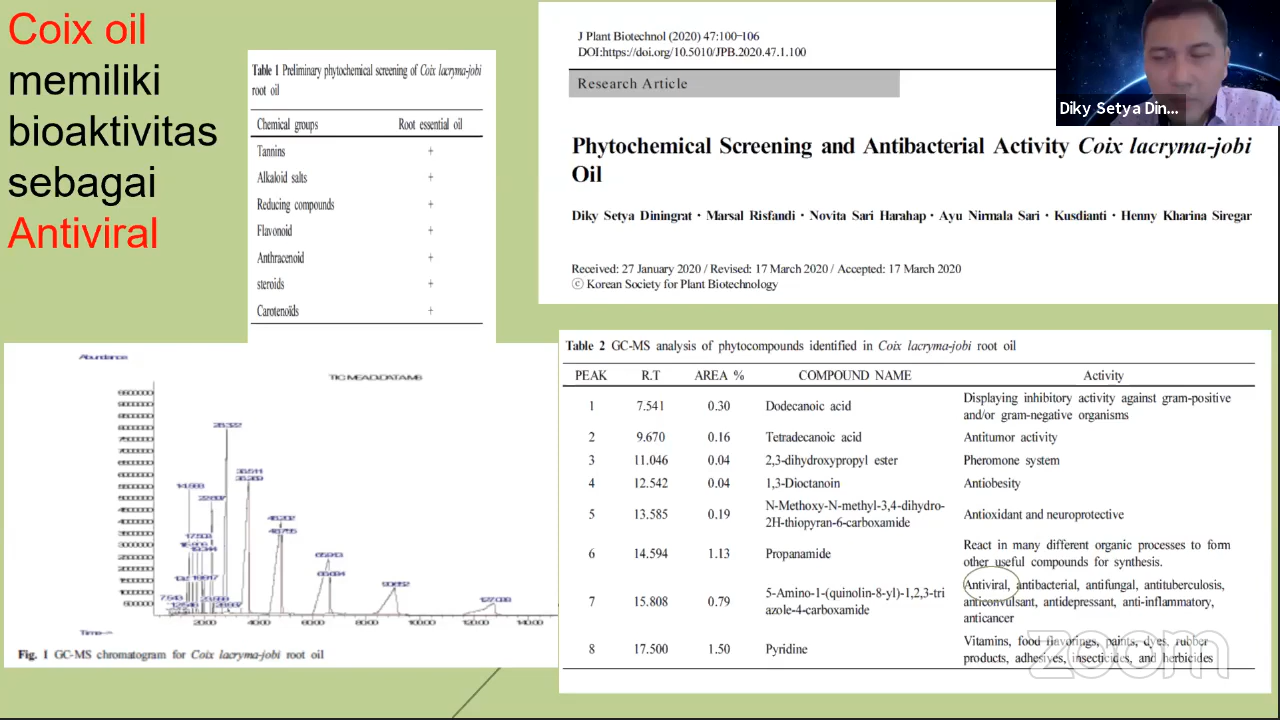 Coix oil
memiliki
bioaktivitas
sebagai
Antiviral
Table 1 Preliminary phytochemical screening of Coix lacryma-jobi
root oil
Chemical groups Root essential oil
Tannins +
Alkaloid salts +
Reducing compounds +
Flavonoid +
Anthracenoid +
steroids +
Carotenoïds +
J Plant Biotechnol (2020) 47:100–106
DOI:https://doi.org/10.5010/JPB.2020.47.1.100
Research Article
Phytochemical Screening and Antibacterial Activity Coix lacryma-jobi
Oil
Diky Setya Diningrat · Marsal Risfandi · Novita Sari Harahap · Ayu Nirmala Sari · Kusdianti · Henny Kharina Siregar
Received: 27 January 2020 / Revised: 17 March 2020 / Accepted: 17 March 2020
ⓒ Korean Society for Plant Biotechnology
Diky Setya Din...
Abundance
Time-->
Fig. 1 GC-MS chromatogram for Coix lacryma-jobi root oil
Table 2 GC-MS analysis of phytocompounds identified in Coix lacryma-jobi root oil
PEAK R.T AREA % COMPOUND NAME Activity
1 7.541 0.30 Dodecanoic acid Displaying inhibitory activity against gram-positive
and/or gram-negative organisms
2 9.670 0.16 Tetradecanoic acid Antitumor activity
3 11.046 0.04 2,3-dihydroxypropyl ester Pheromone system
4 12.542 0.04 1,3-Dioctanoin Antiobesity
5 13.585 0.19 N-Methoxy-N-methyl-3,4-dihydro-
2H-thiopyran-6-carboxamide Antioxidant and neuroprotective
6 14.594 1.13 Propanamide React in many different organic processes to form
other useful compounds for synthesis.
7 15.808 0.79 5-Amino-1-(quinolin-8-yl)-1,2,3-tri
azole-4-carboxamide Antiviral, antibacterial, antifungal, antituberculosis,
anticonvulsant, antidepressant, anti-inflammatory,
anticancer
8 17.500 1.50 Pyridine Vitamins, food flavorings, paints, dyes, rubber
products, adhesives, insecticides, and herbicides
zoom